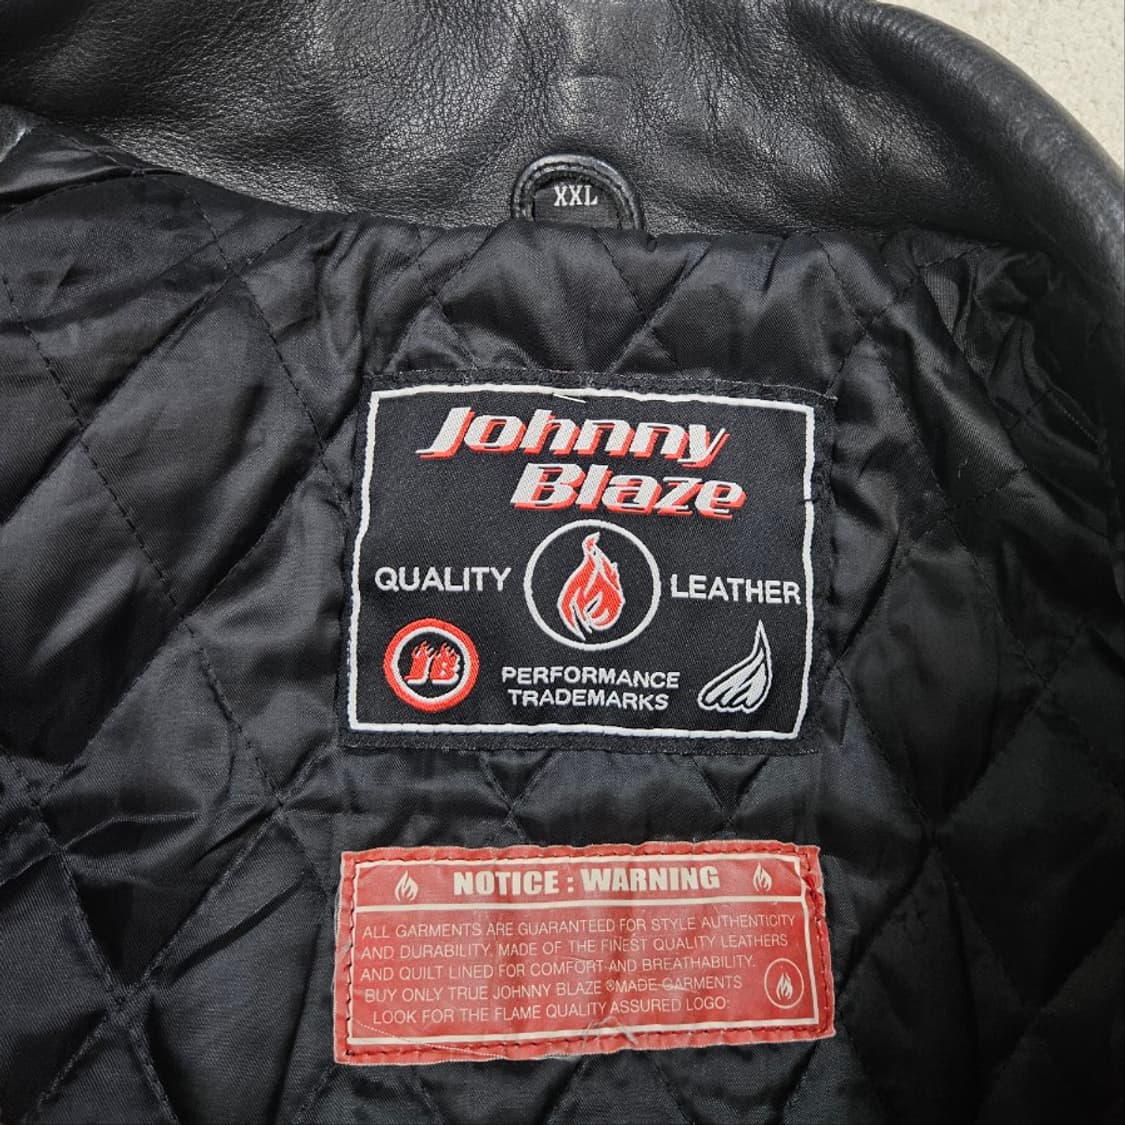 XXL
Johnny
Blaze
QUALITY LEATHER
JB
PERFORMANCE
TRADEMARKS
NOTICE : WARNING
ALL GARMENTS ARE GUARANTEED FOR STYLE AUTHENTICITY
AND DURABILITY. MADE OF THE FINEST QUALITY LEATHERS
AND QUILT LINED FOR COMFORT AND BREATHABILITY.
BUY ONLY TRUE JOHNNY BLAZE ®MADE GARMENTS
LOOK FOR THE FLAME QUALITY ASSURED LOGO: